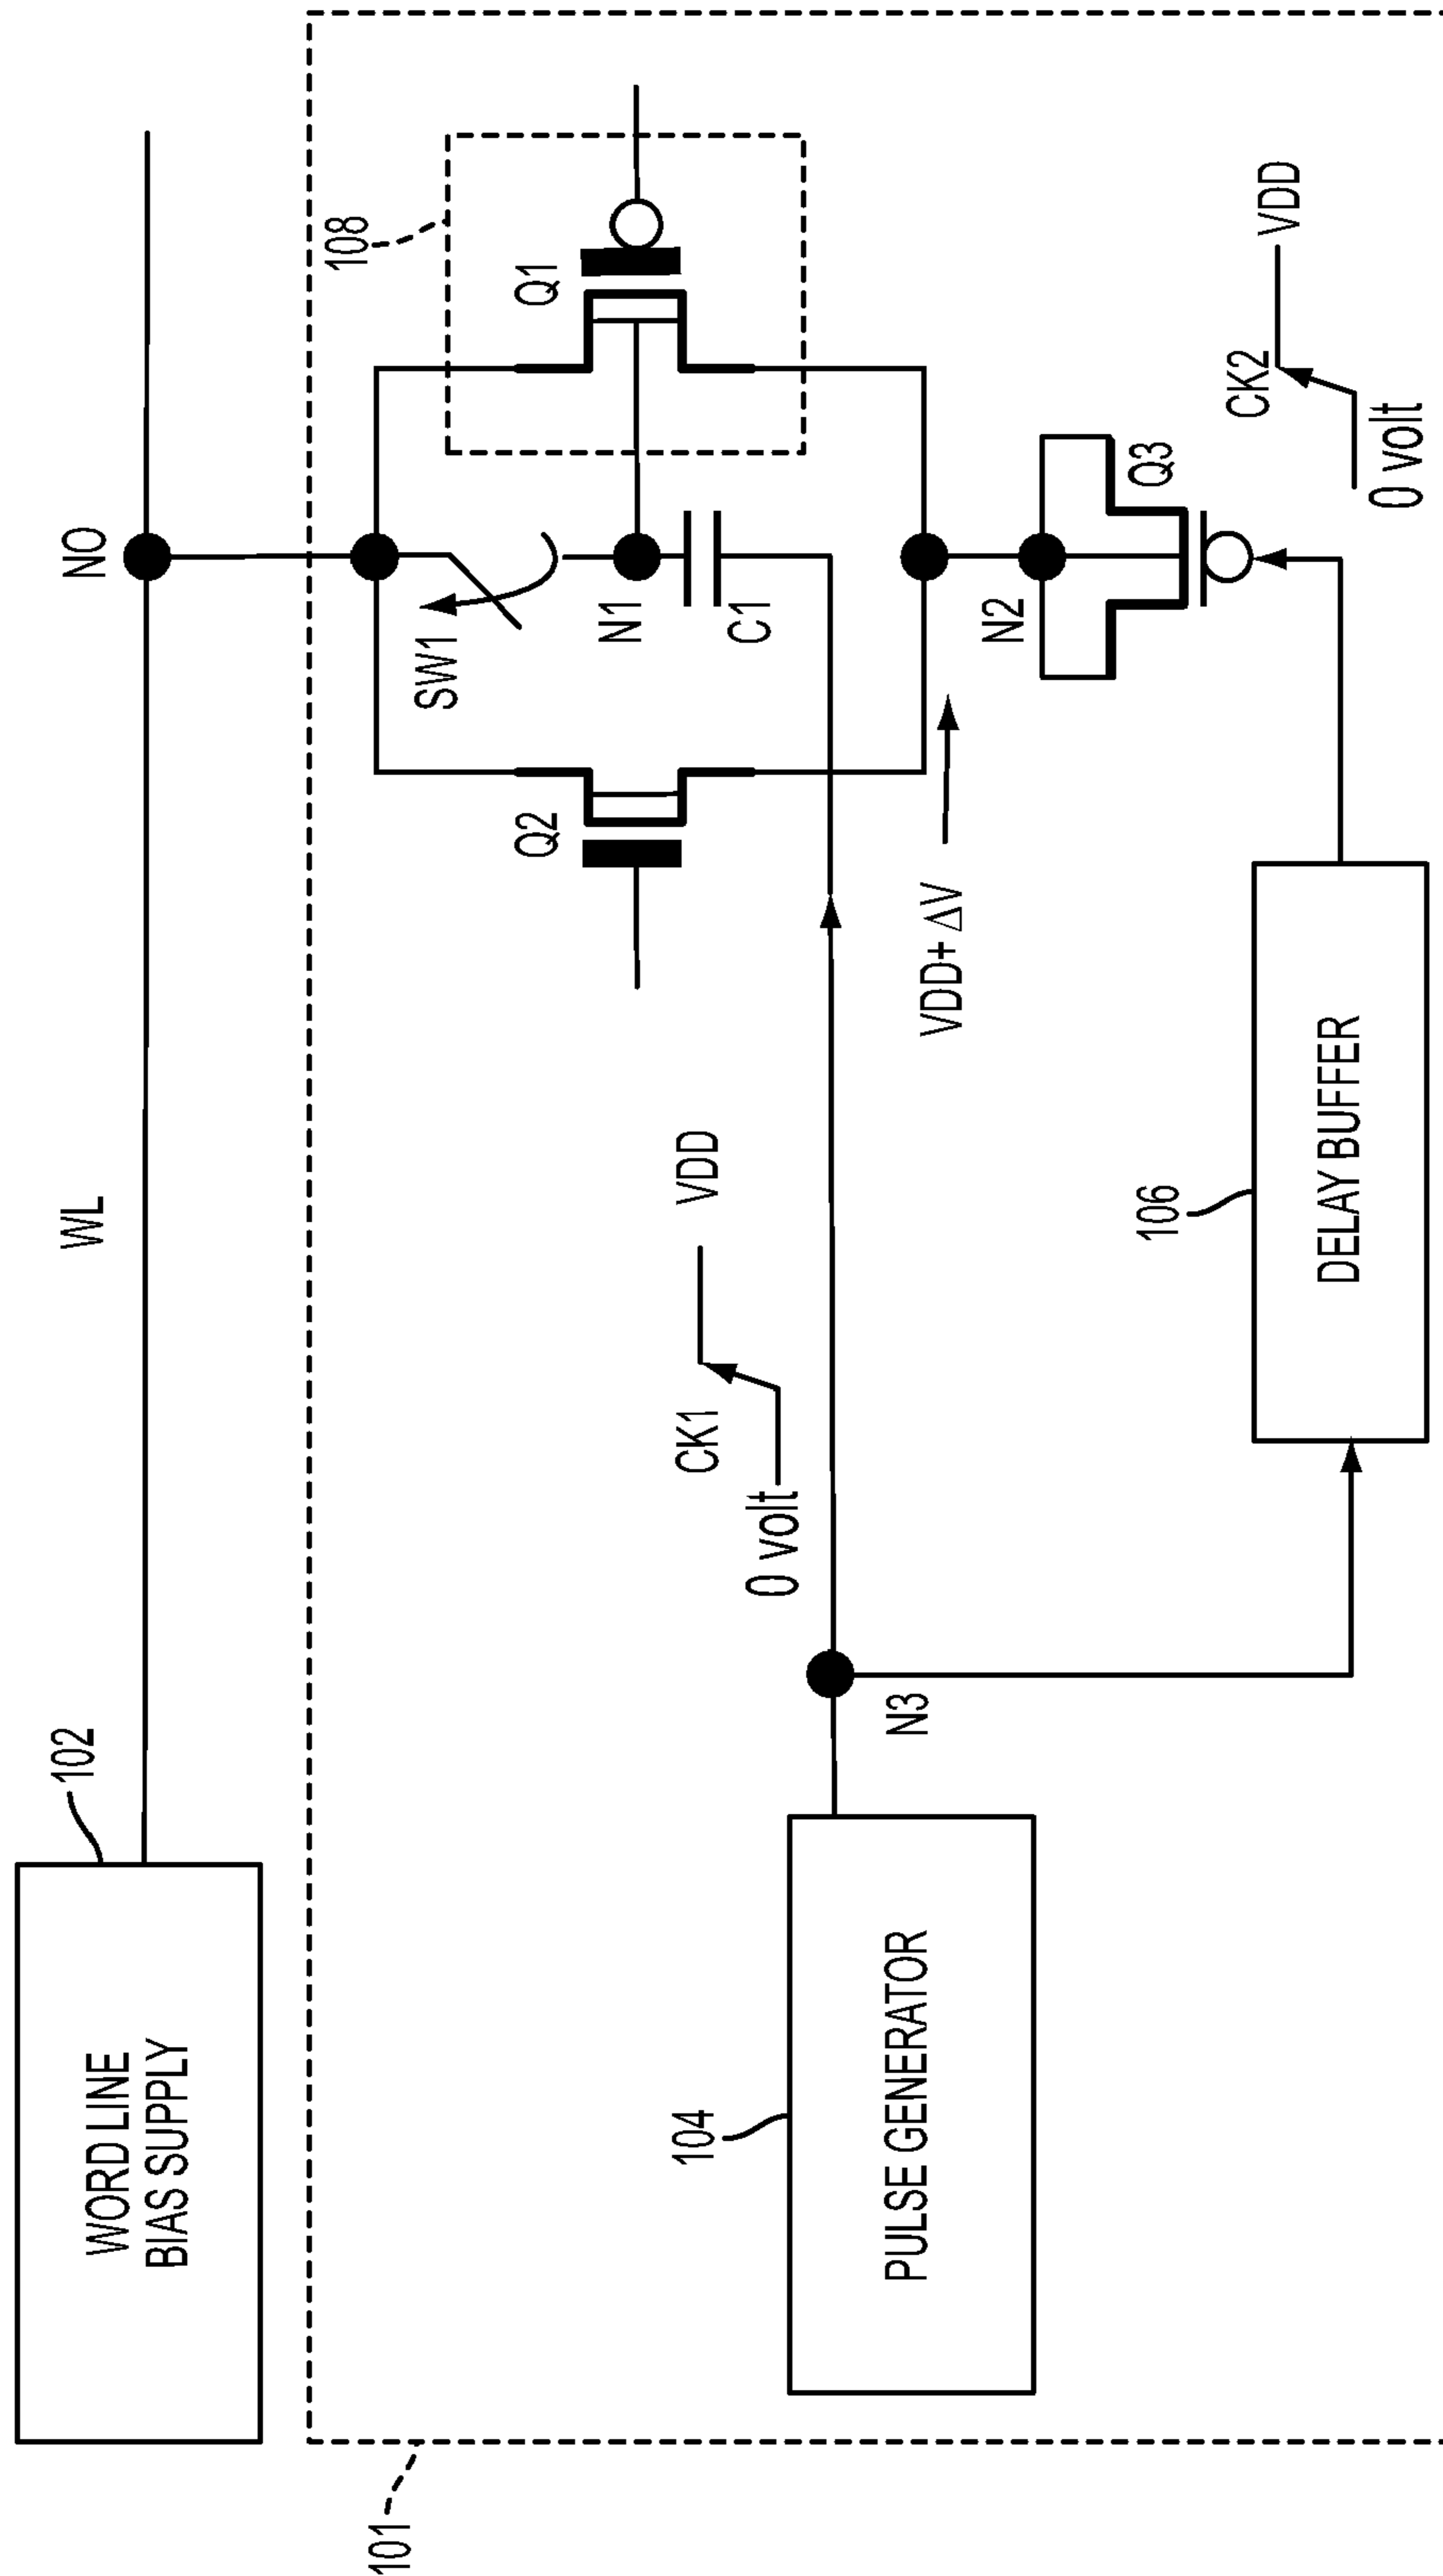 WORD LINE
BIAS SUPPLY
102
WL
NO
101
108
SW1
Q2
Q1
N1
C1
CK1
VDD
0 volt
104
PULSE GENERATOR
N3
VDD+ ΔV
N2
Q3
106
DELAY BUFFER
CK2
VDD
0 volt